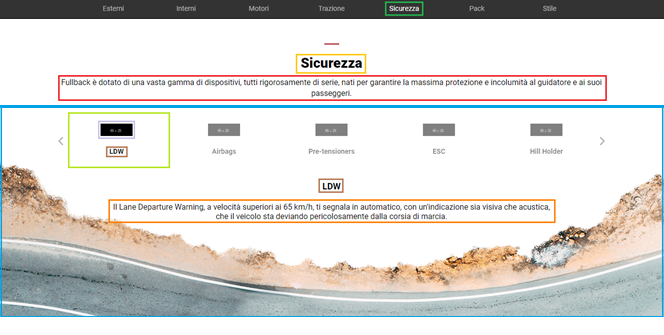 Esterni Interni Motori Trazione Sicurezza Pack Stile
Sicurezza
Fullback è dotato di una vasta gamma di dispositivi, tutti rigorosamente di serie, nati per garantire la massima protezione e incolumità al guidatore e ai suoi
passeggeri.
LDW Airbags Pre-tensioners ESC Hill Holder
LDW
Il Lane Departure Warning, a velocità superiori ai 65 km/h, ti segnala in automatico, con un'indicazione sia visiva che acustica,
che il veicolo sta deviando pericolosamente dalla corsia di marcia.